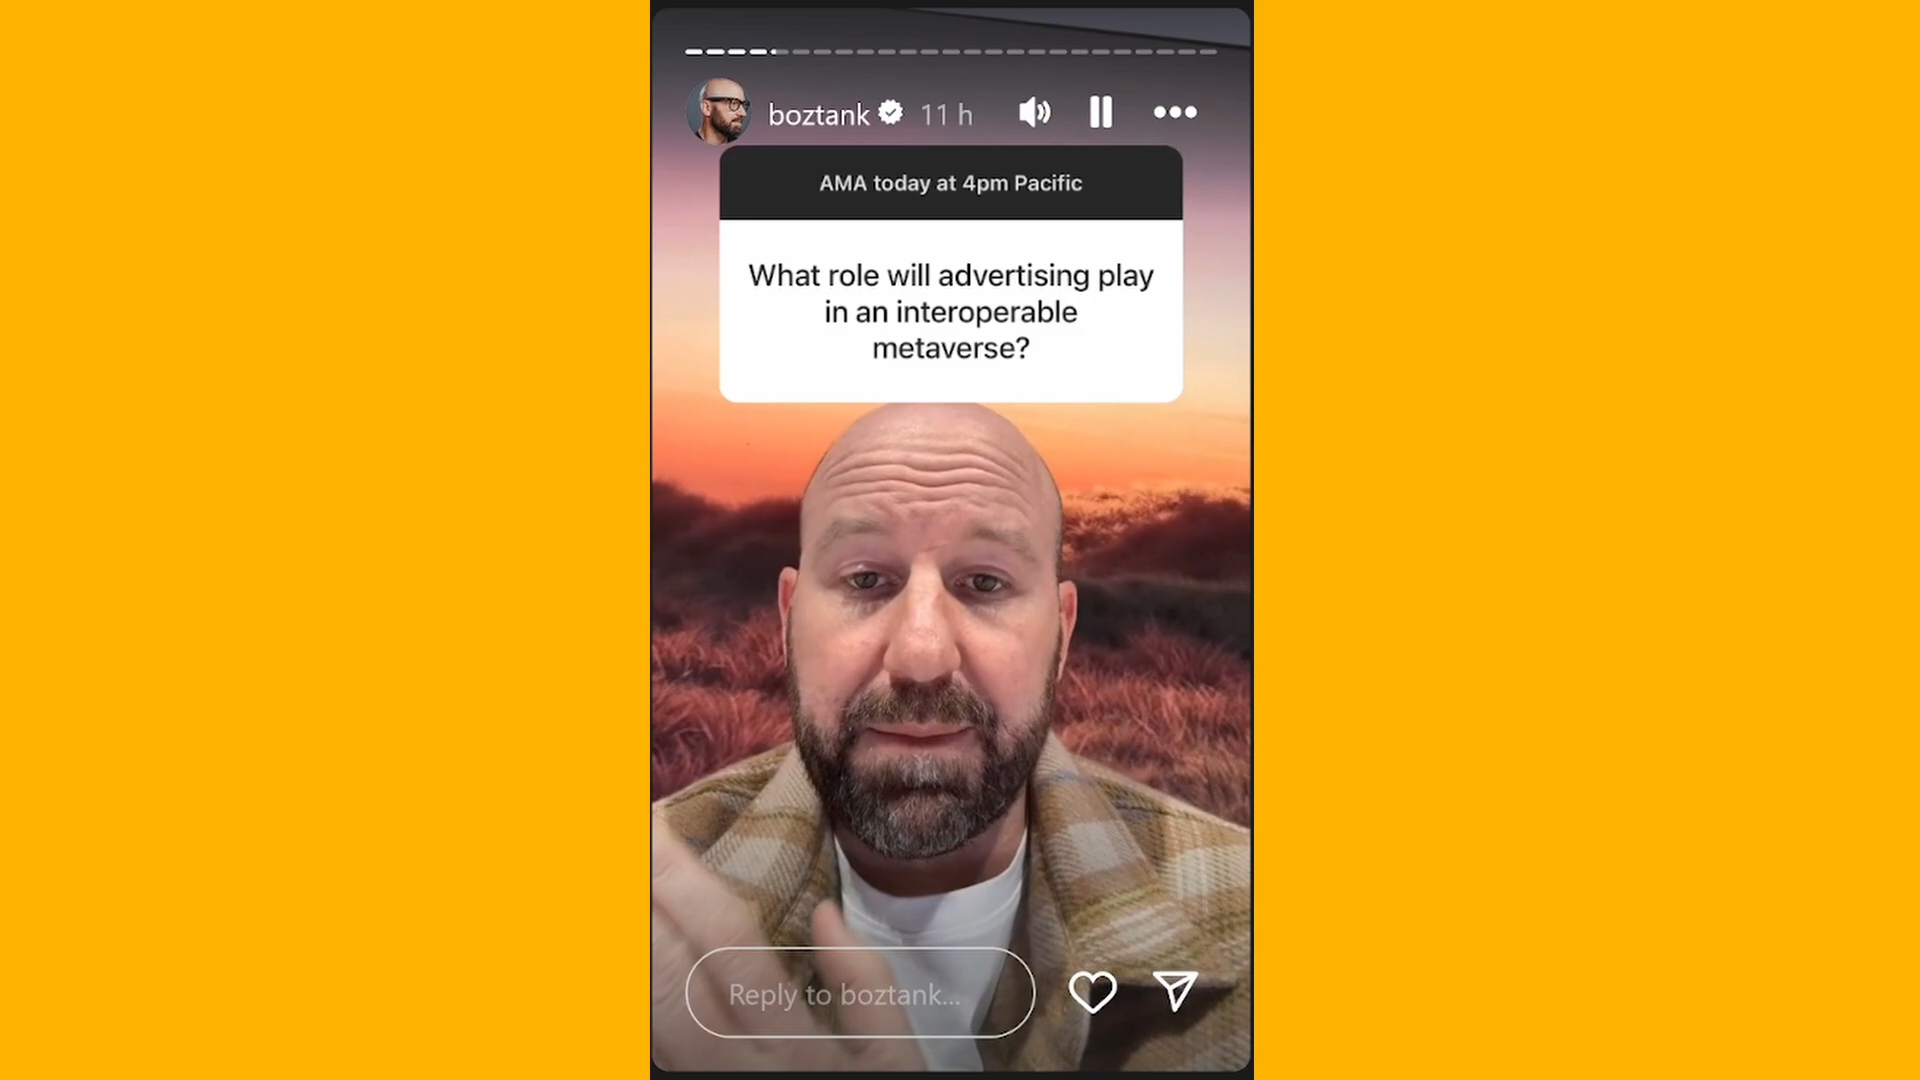 boztank 11 h
AMA today at 4pm Pacific
What role will advertising play
in an interoperable
metaverse?
Reply to boztank...